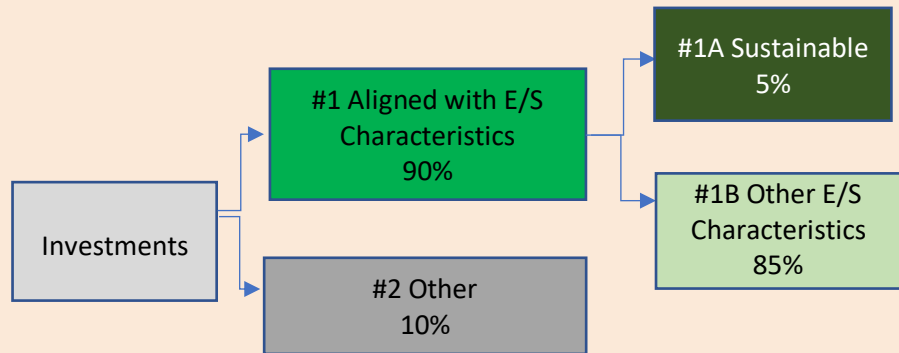 Investments
#1 Aligned with E/S
Characteristics
90%
#2 Other
10%
#1A Sustainable
5%
#1B Other E/S
Characteristics
85%